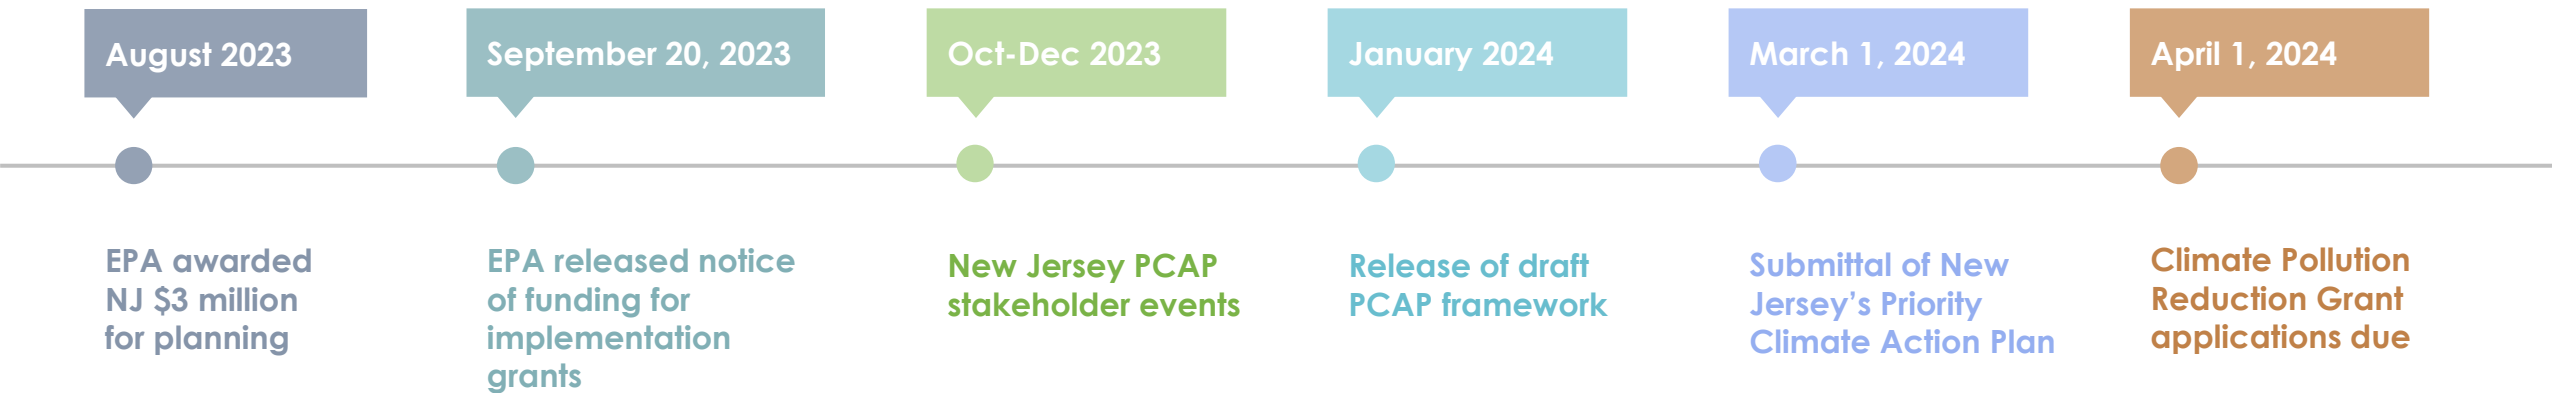 August 2023
EPA awarded
NJ $3 million
for planning
September 20, 2023
EPA released notice
of funding for
implementation
grants
Oct-Dec 2023
New Jersey PCAP
stakeholder events
January 2024
Release of draft
PCAP framework
March 1, 2024
Submittal of New
Jersey’s Priority
Climate Action Plan
April 1, 2024
Climate Pollution
Reduction Grant
applications due